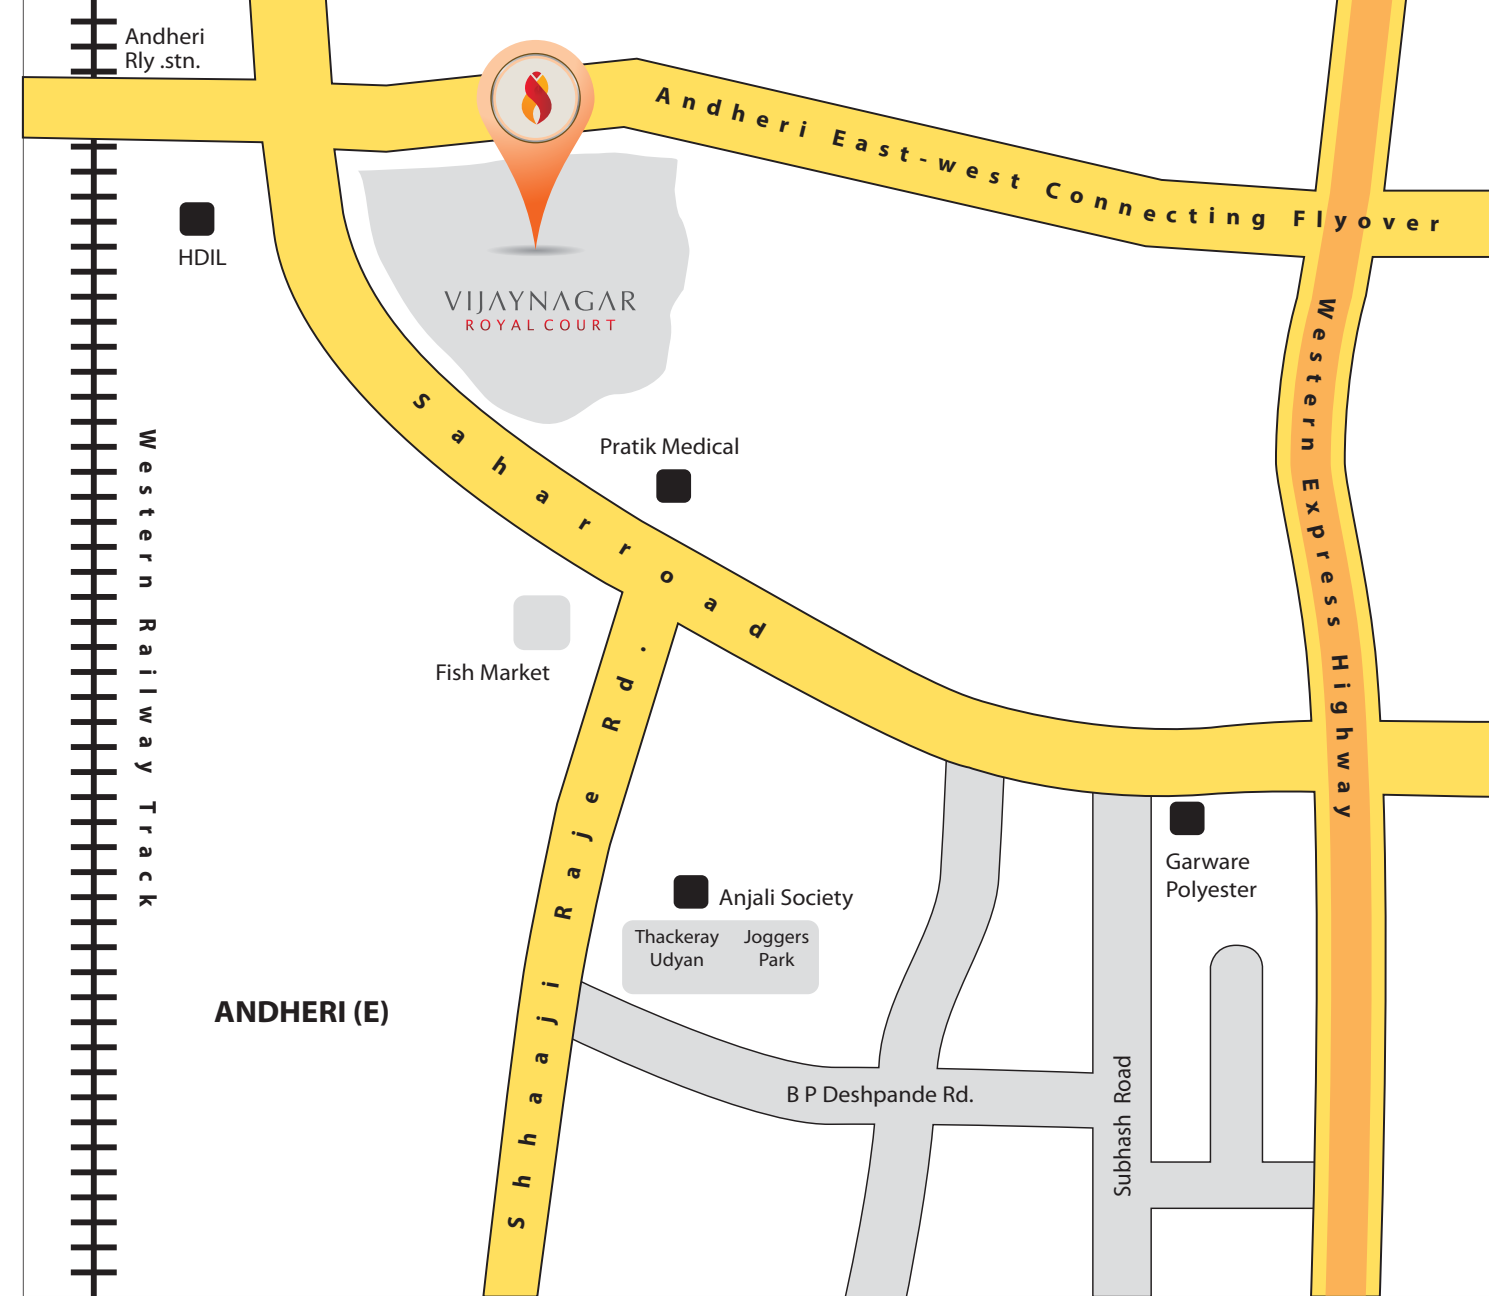 Andheri
Rly .stn.
Andheri East-west Connecting Flyover
HDIL
VIJAYNAGAR
ROYAL COURT
Western Express Highway
Sahar road
Pratik Medical
Western Railway Track
Fish Market
Shhaaji Raje Rd.
Garware
Polyester
Anjali Society
Thackeray
Udyan
Joggers
Park
ANDHERI (E)
B P Deshpande Rd.
Subhash Road